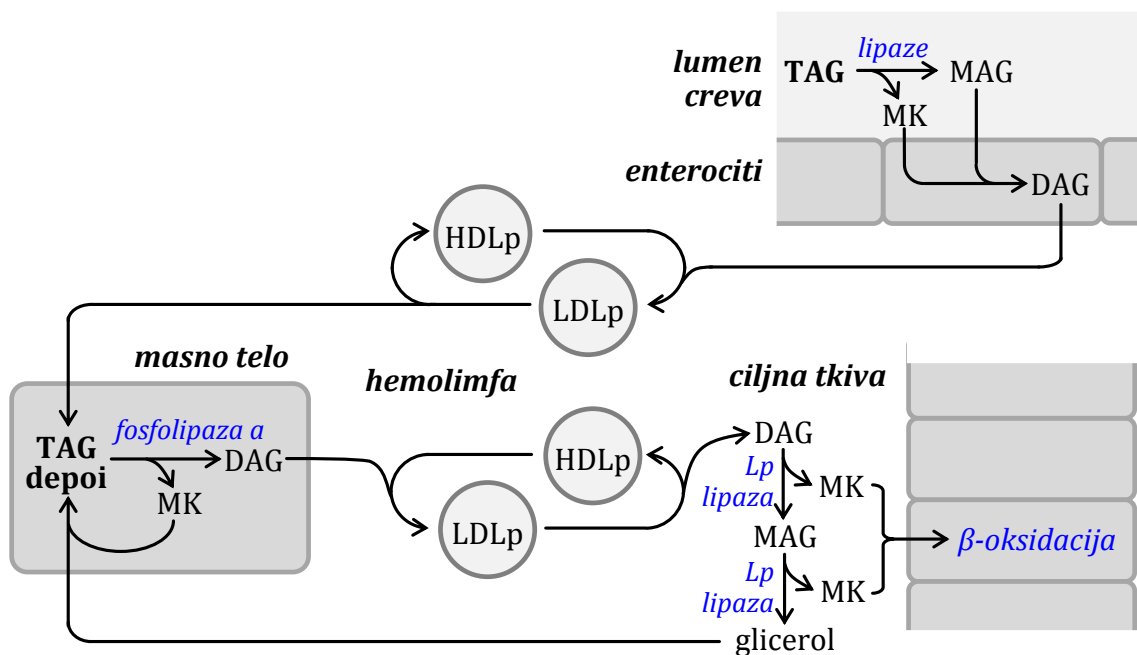 lumen
creva
lipaze
TAG
MAG
MK
enterociti
DAG
HDLp
LDLp
masno telo
hemolimfa
ciljna tkiva
TAG
depoi
fosfolipaza a
DAG
MK
HDLp
LDLp
DAG
Lp
lipaza
MK
MAG
β-oksidacija
Lp
lipaza
MK
glicerol